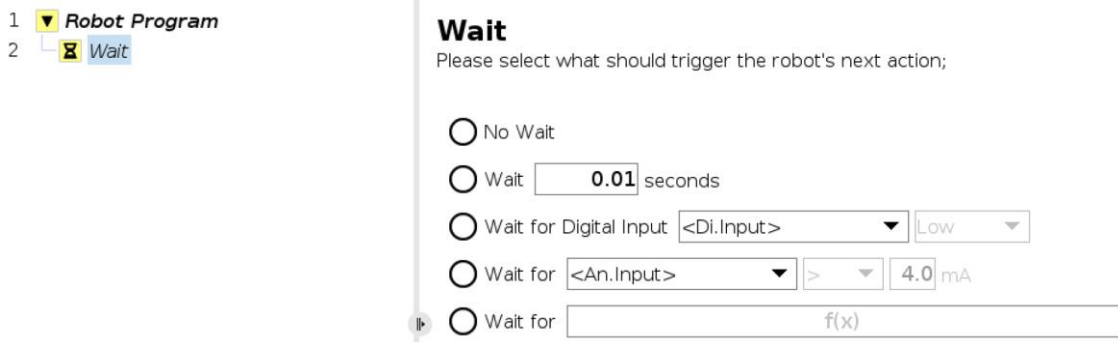 1 Robot Program
2 Wait
Wait
Please select what should trigger the robot's next action;
No Wait
Wait 0.01 seconds
Wait for Digital Input <Di.Input> Low
Wait for <An.Input> > 4.0 mA
Wait for f(x)